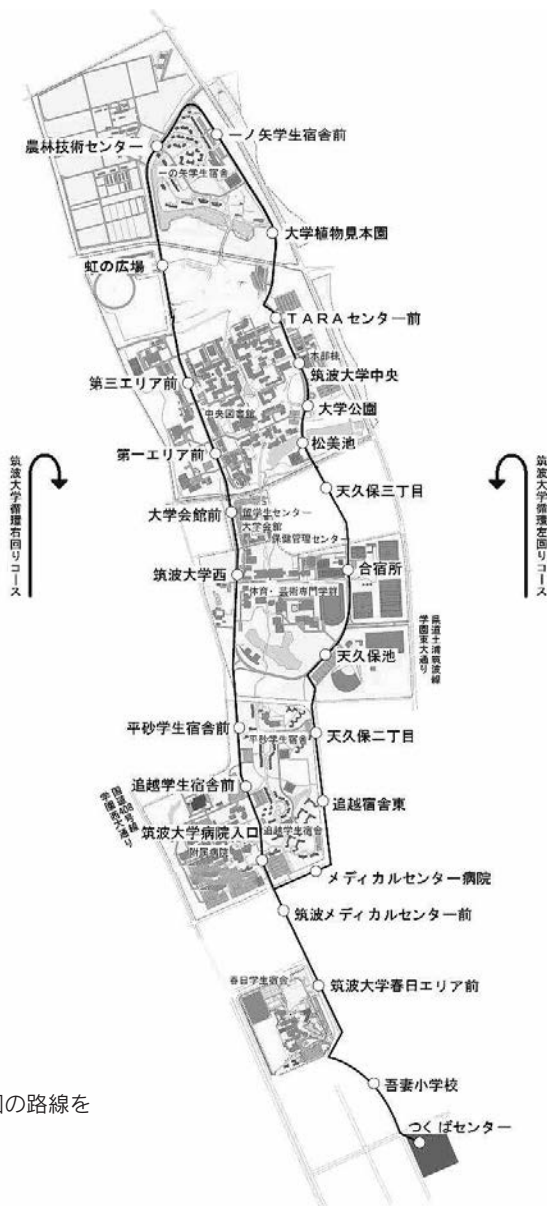 一ノ矢学生宿舎前
農林技術センター
一の矢学生宿舎
大学植物見本園
虹の広場
TARAセンター前
本部棟
筑波大学中央
第三エリア前
大学公園
中央図書館
松美池
第一エリア前
筑波大学循環右回りコース
筑波大学循環左回りコース
天久保三丁目
大学会館前
留学生センター
大学会館
保健管理センター
筑波大学西
合宿所
体育・芸術専門学群
県道土浦筑波線
学園東大通り
天久保池
平砂学生宿舎前
平砂学生宿舎
天久保二丁目
追越学生宿舎前
国道408号線
学園西大通り
追越宿舎東
筑波大学病院入口
追越学生宿舎
附属病院
メディカルセンター病院
筑波メディカルセンター前
春日学生宿舎
筑波大学春日エリア前
吾妻小学校
の路線を
つくばセンター